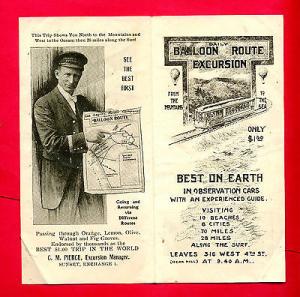 This Trip Shows You North to the Mountains and
West to the Ocean then 28 miles along the Surf
SEE
THE
BEST
FIRST
BALLOON ROUTE
Going and
Returning
via
Different
Routes
Passing through Orange, Lemon, Olive,
Walnut and Fig Groves.
Endorsed by thousands as the
BEST $1.00 TRIP IN THE WORLD
C. M. PIERCE, Excursion Manager.
SUNSET, EXCHANGE 1.
DAILY
BALLOON ROUTE
EXCURSION
FROM
THE
MOUNTAINS
TO
THE
SEA
ONLY
$1.00
BEST ON EARTH
IN OBSERVATION CARS
WITH AN EXPERIENCED GUIDE.
VISITING
10 BEACHES
8 CITIES
70 MILES
28 MILES
ALONG THE SURF.
LEAVES 316 WEST 4TH ST.
AT 9.40 A.M.